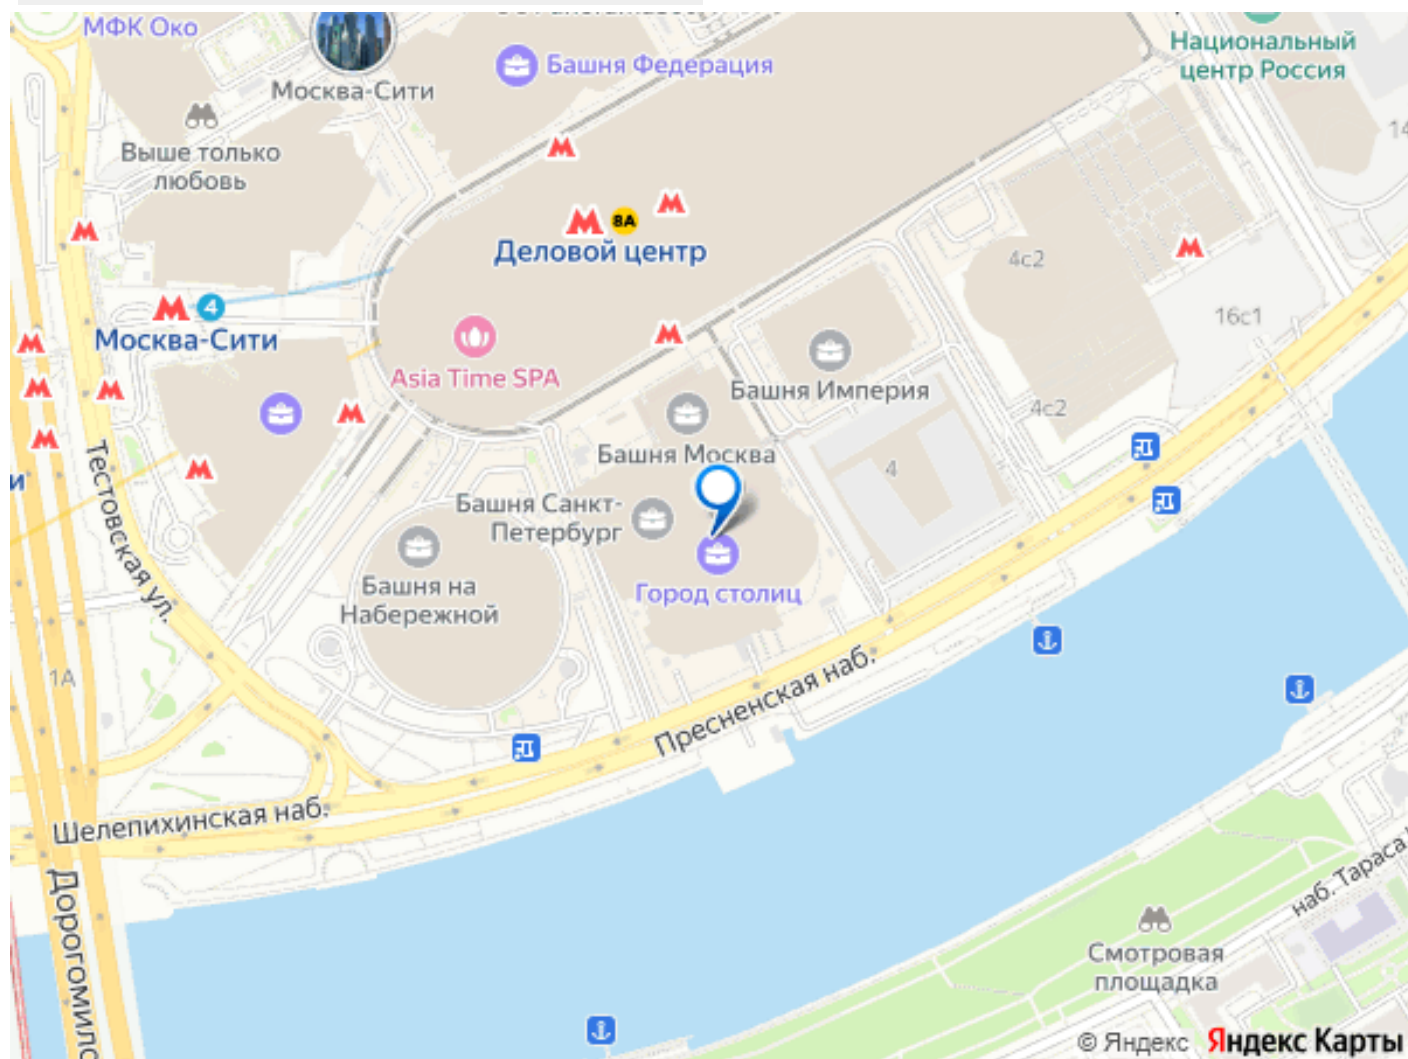 МФК Око
Башня Федерация
Национальный
центр Россия
Москва-Сити
14
Выше только
любовь
8А
Деловой центр
4с2
4
Москва-Сити
16с1
Asia Time SPA
Башня Империя
4с2
Башня Москва
4
и
Тестовская ул.
Башня Санкт-
Петербург
Башня на
Набережной
Город столиц
1А
Пресненская наб.
Шелепихинская наб.
Дорогомило
наб. Тараса
Смотровая
площадка
© Яндекс Яндекс Карты